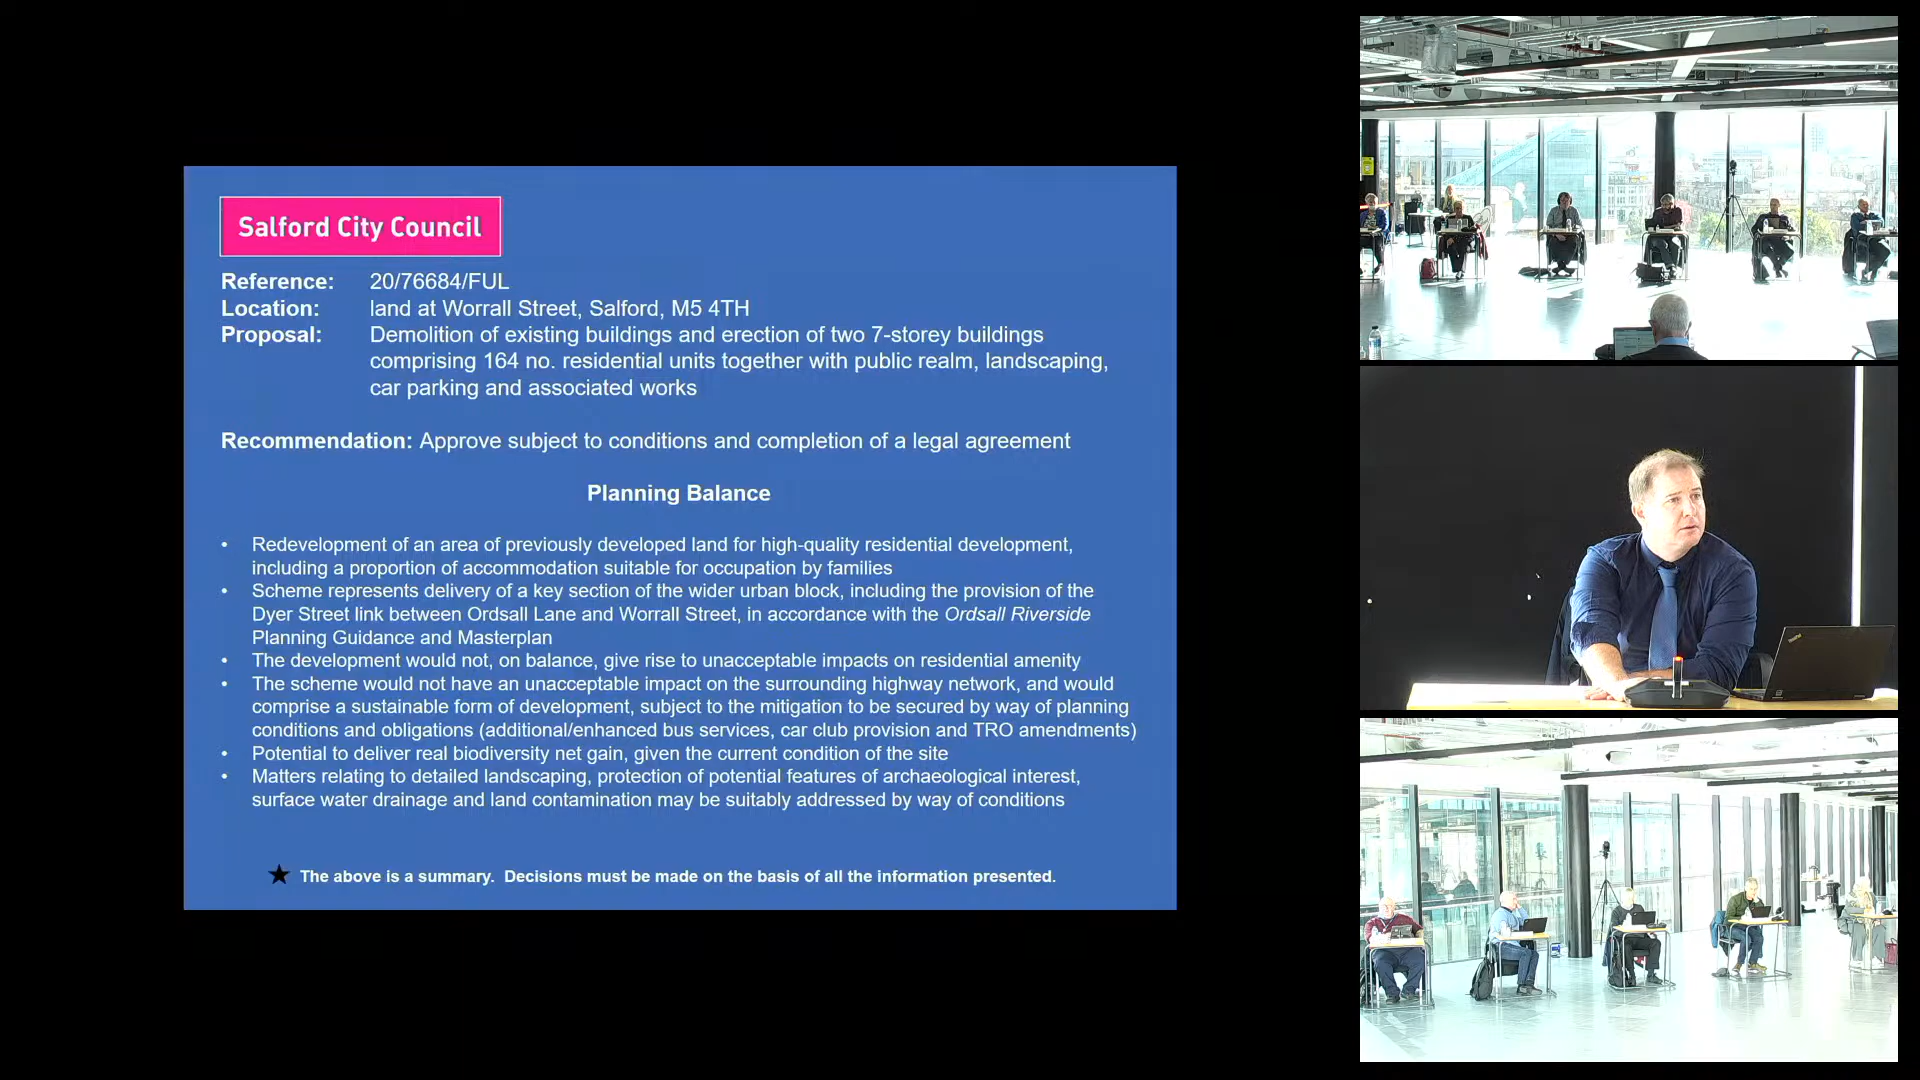 Salford City Council
Reference: 20/76684/FUL
Location: land at Worrall Street, Salford, M5 4TH
Proposal: Demolition of existing buildings and erection of two 7-storey buildings
comprising 164 no. residential units together with public realm, landscaping,
car parking and associated works
Recommendation: Approve subject to conditions and completion of a legal agreement
Planning Balance
• Redevelopment of an area of previously developed land for high-quality residential development,
including a proportion of accommodation suitable for occupation by families
• Scheme represents delivery of a key section of the wider urban block, including the provision of the
Dyer Street link between Ordsall Lane and Worrall Street, in accordance with the Ordsall Riverside
Planning Guidance and Masterplan
• The development would not, on balance, give rise to unacceptable impacts on residential amenity
• The scheme would not have an unacceptable impact on the surrounding highway network, and would
comprise a sustainable form of development, subject to the mitigation to be secured by way of planning
conditions and obligations (additional/enhanced bus services, car club provision and TRO amendments)
• Potential to deliver real biodiversity net gain, given the current condition of the site
• Matters relating to detailed landscaping, protection of potential features of archaeological interest,
surface water drainage and land contamination may be suitably addressed by way of conditions
★ The above is a summary. Decisions must be made on the basis of all the information presented.
ThinkPad